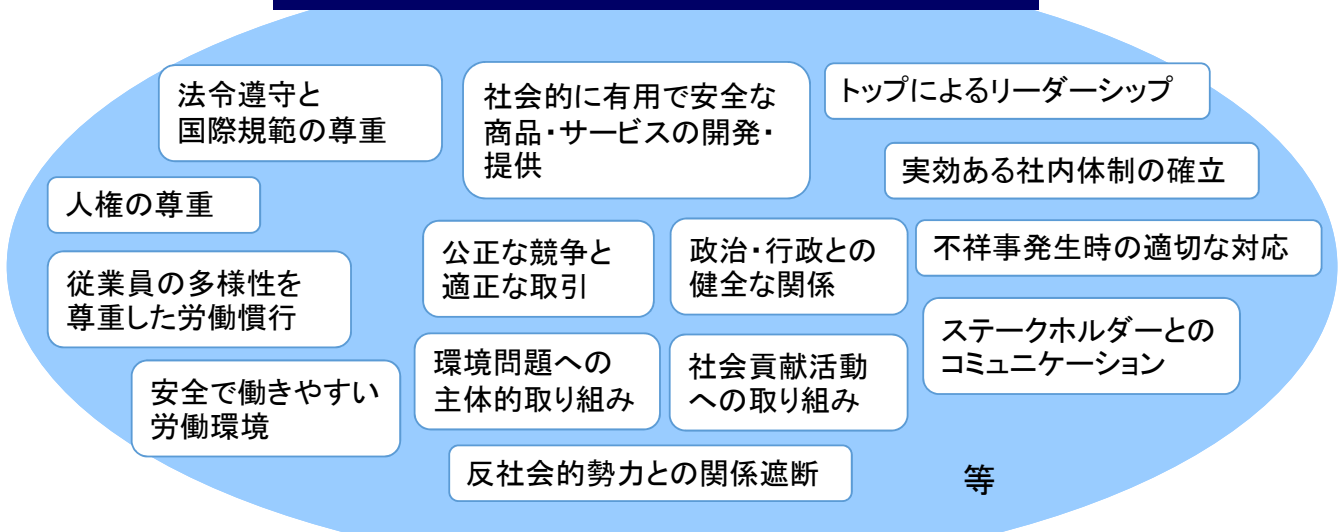 法令遵守と
国際規範の尊重
社会的に有用で安全な
商品・サービスの開発・
提供
トップによるリーダーシップ
実効ある社内体制の確立
人権の尊重
公正な競争と
適正な取引
政治・行政との
健全な関係
不祥事発生時の適切な対応
従業員の多様性を
尊重した労働慣行
ステークホルダーとの
コミュニケーション
環境問題への
主体的取り組み
社会貢献活動
への取り組み
安全で働きやすい
労働環境
反社会的勢力との関係遮断
等